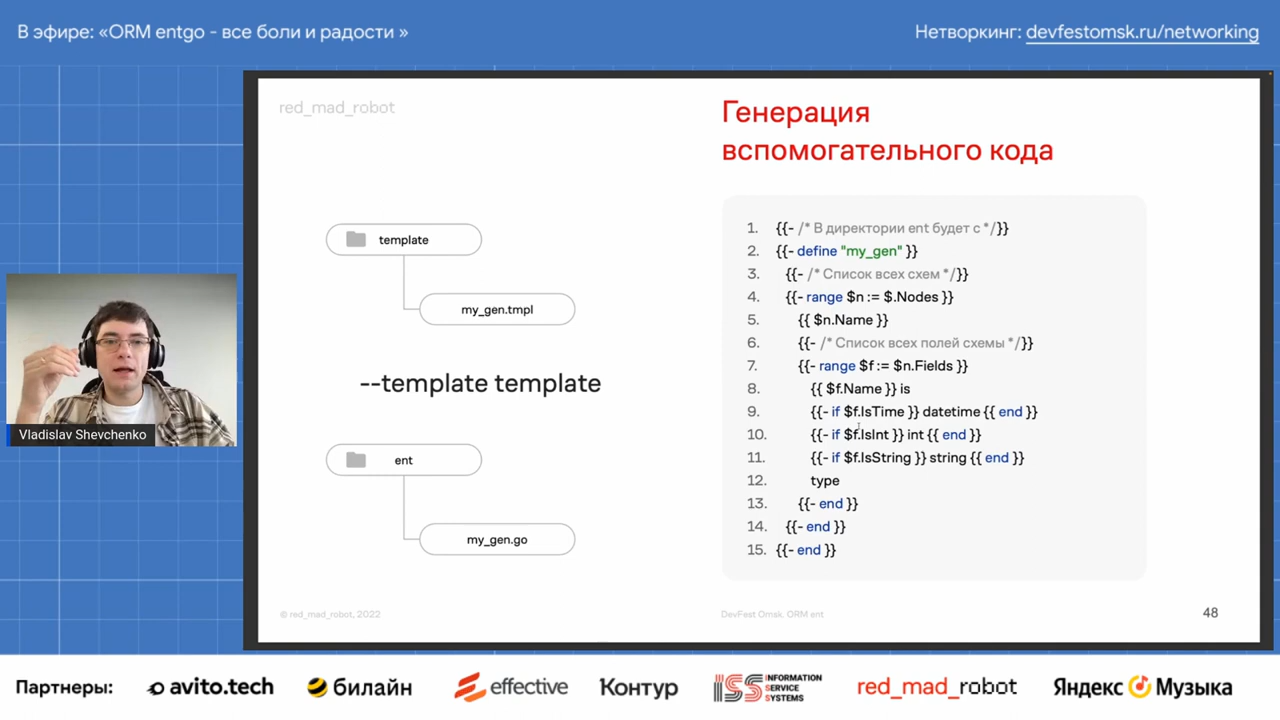 В эфире: «ORM entgo - все боли и радости »
Нетворкинг: devfestomsk.ru/networking
red_mad_robot
Генерация
вспомогательного кода
template
my_gen.tmpl
--template template
ent
my_gen.go
1. {{- /* В директории ent будет с */}}
2. {{- define "my_gen" }}
3. {{- /* Список всех схем */}}
4. {{- range $n := $.Nodes }}
5. {{ $n.Name }}
6. {{- /* Список всех полей схемы */}}
7. {{- range $f := $n.Fields }}
8. {{ $f.Name }} is
9. {{- if $f.IsTime }} datetime {{ end }}
10. {{- if $f.IsInt }} int {{ end }}
11. {{- if $f.IsString }} string {{ end }}
12. type
13. {{- end }}
14. {{- end }}
15. {{- end }}
Vladislav Shevchenko
© red_mad_robot, 2022
DevFest Omsk. ORM ent
48
Партнеры:
avito.tech
билайн
effective
Контур
ISS INFORMATION
SERVICE
SYSTEMS
red_mad_robot
Яндекс Музыка